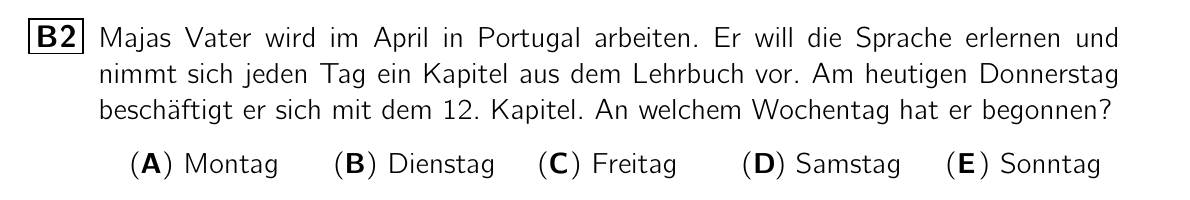 B2 Majas Vater wird im April in Portugal arbeiten. Er will die Sprache erlernen und
nimmt sich jeden Tag ein Kapitel aus dem Lehrbuch vor. Am heutigen Donnerstag
beschäftigt er sich mit dem 12. Kapitel. An welchem Wochentag hat er begonnen?
(A) Montag (B) Dienstag (C) Freitag (D) Samstag (E) Sonntag